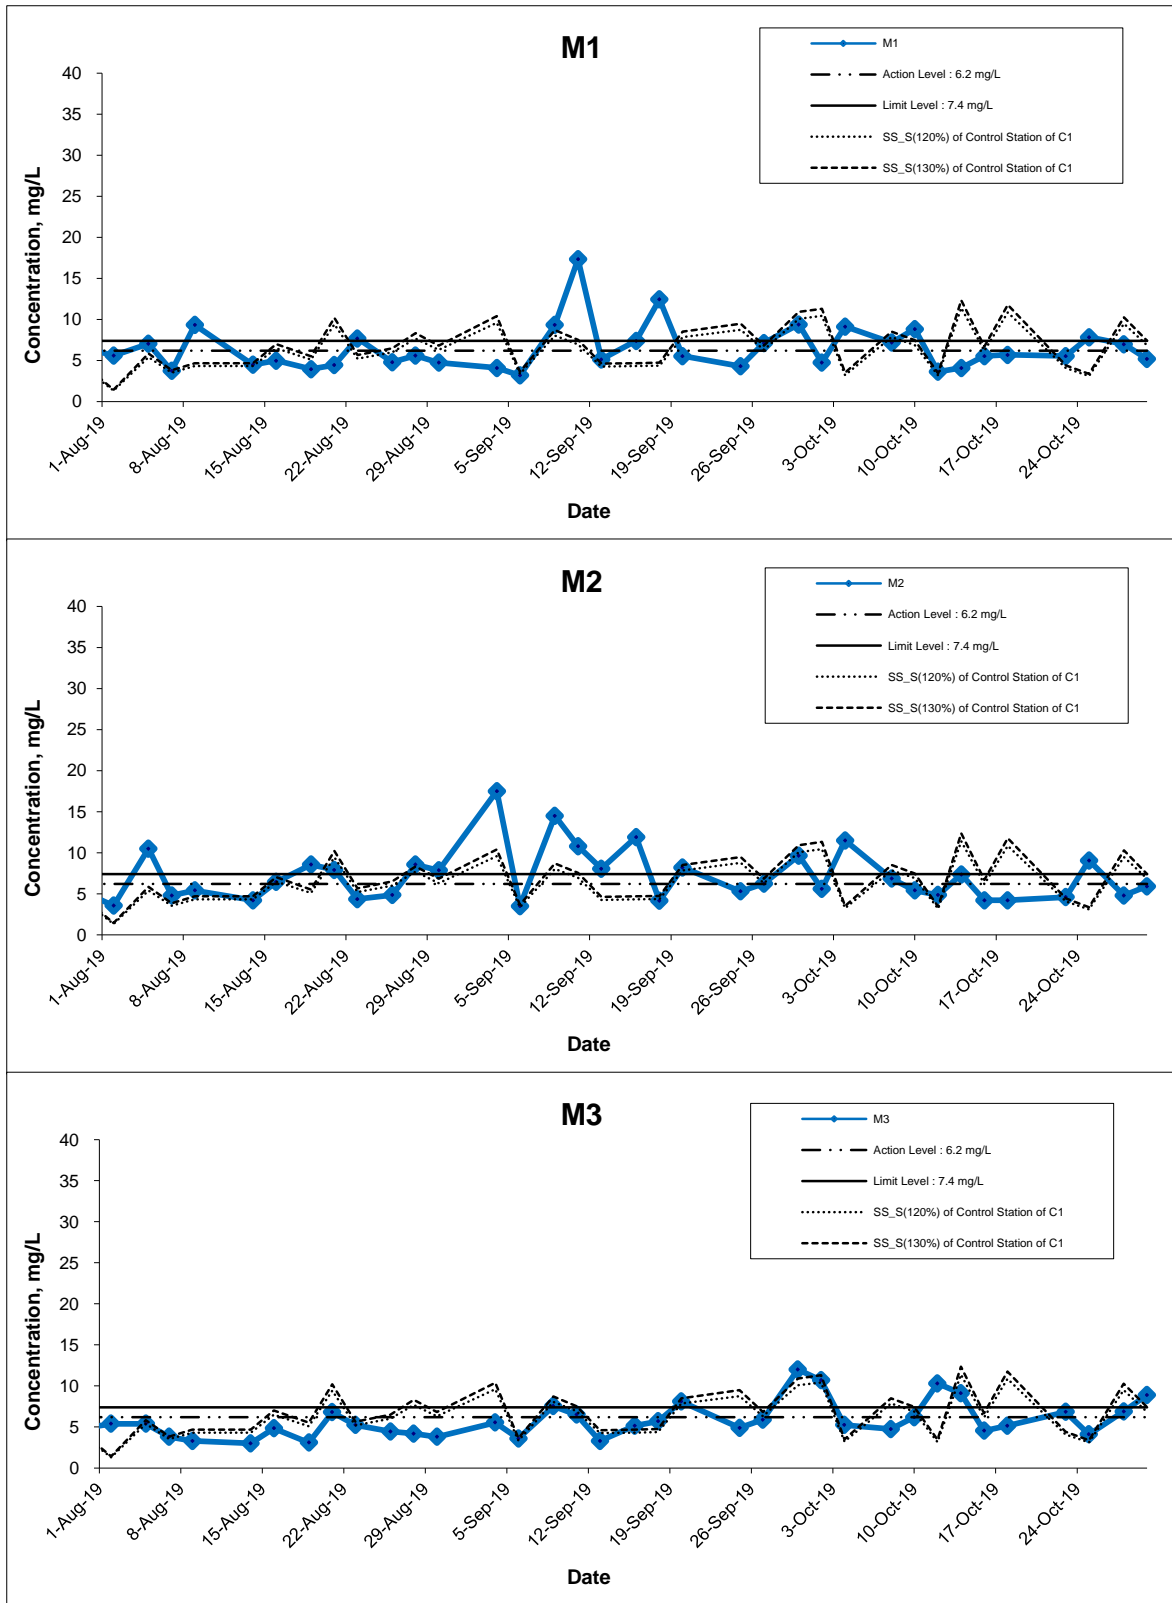 M1
M1
Action Level : 6.2 mg/L
Limit Level : 7.4 mg/L
SS_S(120%) of Control Station of C1
SS_S(130%) of Control Station of C1
Concentration, mg/L
40
35
30
25
20
15
10
5
0
1-Aug-19
8-Aug-19
15-Aug-19
22-Aug-19
29-Aug-19
5-Sep-19
12-Sep-19
19-Sep-19
26-Sep-19
3-Oct-19
10-Oct-19
17-Oct-19
24-Oct-19
Date
M2
M2
Action Level : 6.2 mg/L
Limit Level : 7.4 mg/L
SS_S(120%) of Control Station of C1
SS_S(130%) of Control Station of C1
Concentration, mg/L
40
35
30
25
20
15
10
5
0
1-Aug-19
8-Aug-19
15-Aug-19
22-Aug-19
29-Aug-19
5-Sep-19
12-Sep-19
19-Sep-19
26-Sep-19
3-Oct-19
10-Oct-19
17-Oct-19
24-Oct-19
Date
M3
M3
Action Level : 6.2 mg/L
Limit Level : 7.4 mg/L
SS_S(120%) of Control Station of C1
SS_S(130%) of Control Station of C1
Concentration, mg/L
40
35
30
25
20
15
10
5
0
1-Aug-19
8-Aug-19
15-Aug-19
22-Aug-19
29-Aug-19
5-Sep-19
12-Sep-19
19-Sep-19
26-Sep-19
3-Oct-19
10-Oct-19
17-Oct-19
24-Oct-19
Date